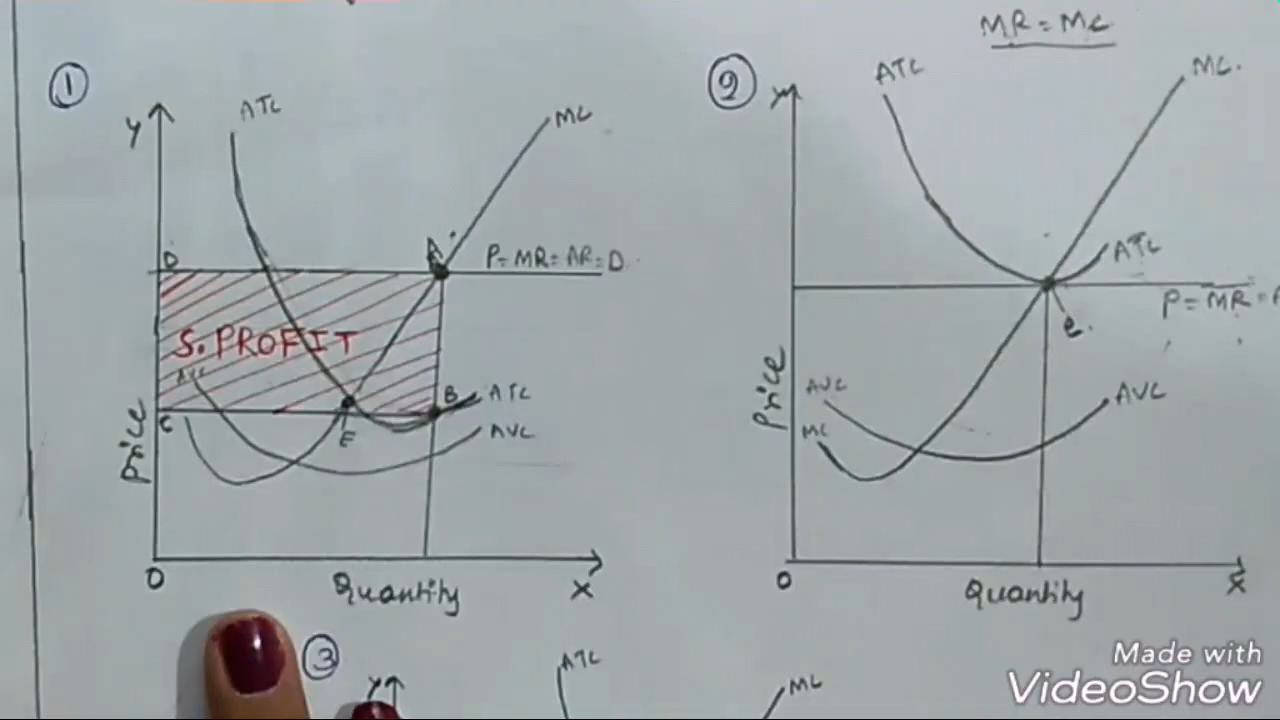 MR = MC
①
Y
ATC
MC
D
A
P=MR=AR=D
S. PROFIT
AVC
C
E
B
ATC
AVC
Price
O
Quantity
X
②
Y
ATC
MC.
ATC
P=MR=
e.
AVC
AVC
MC
Price
O
Quantity
X
③
Y
ATC
MC
Made with
VideoShow